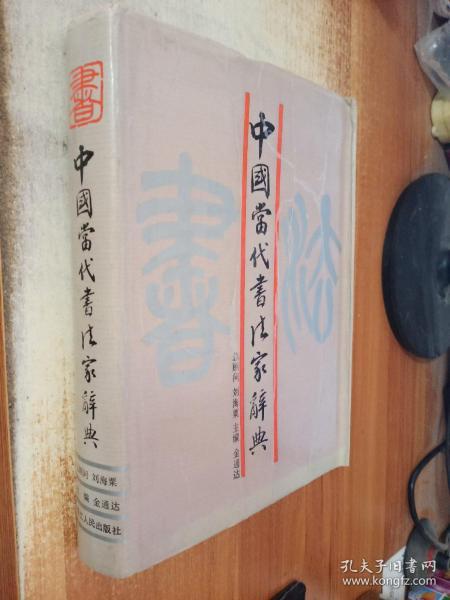 書
中國當代書法家辭典
顾问 刘海粟
编 金通达
人民出版社
中國當代書法家辭典
总顾问 刘海粟 主编 金通达
書法
孔夫子旧书网
www.kongfz.com